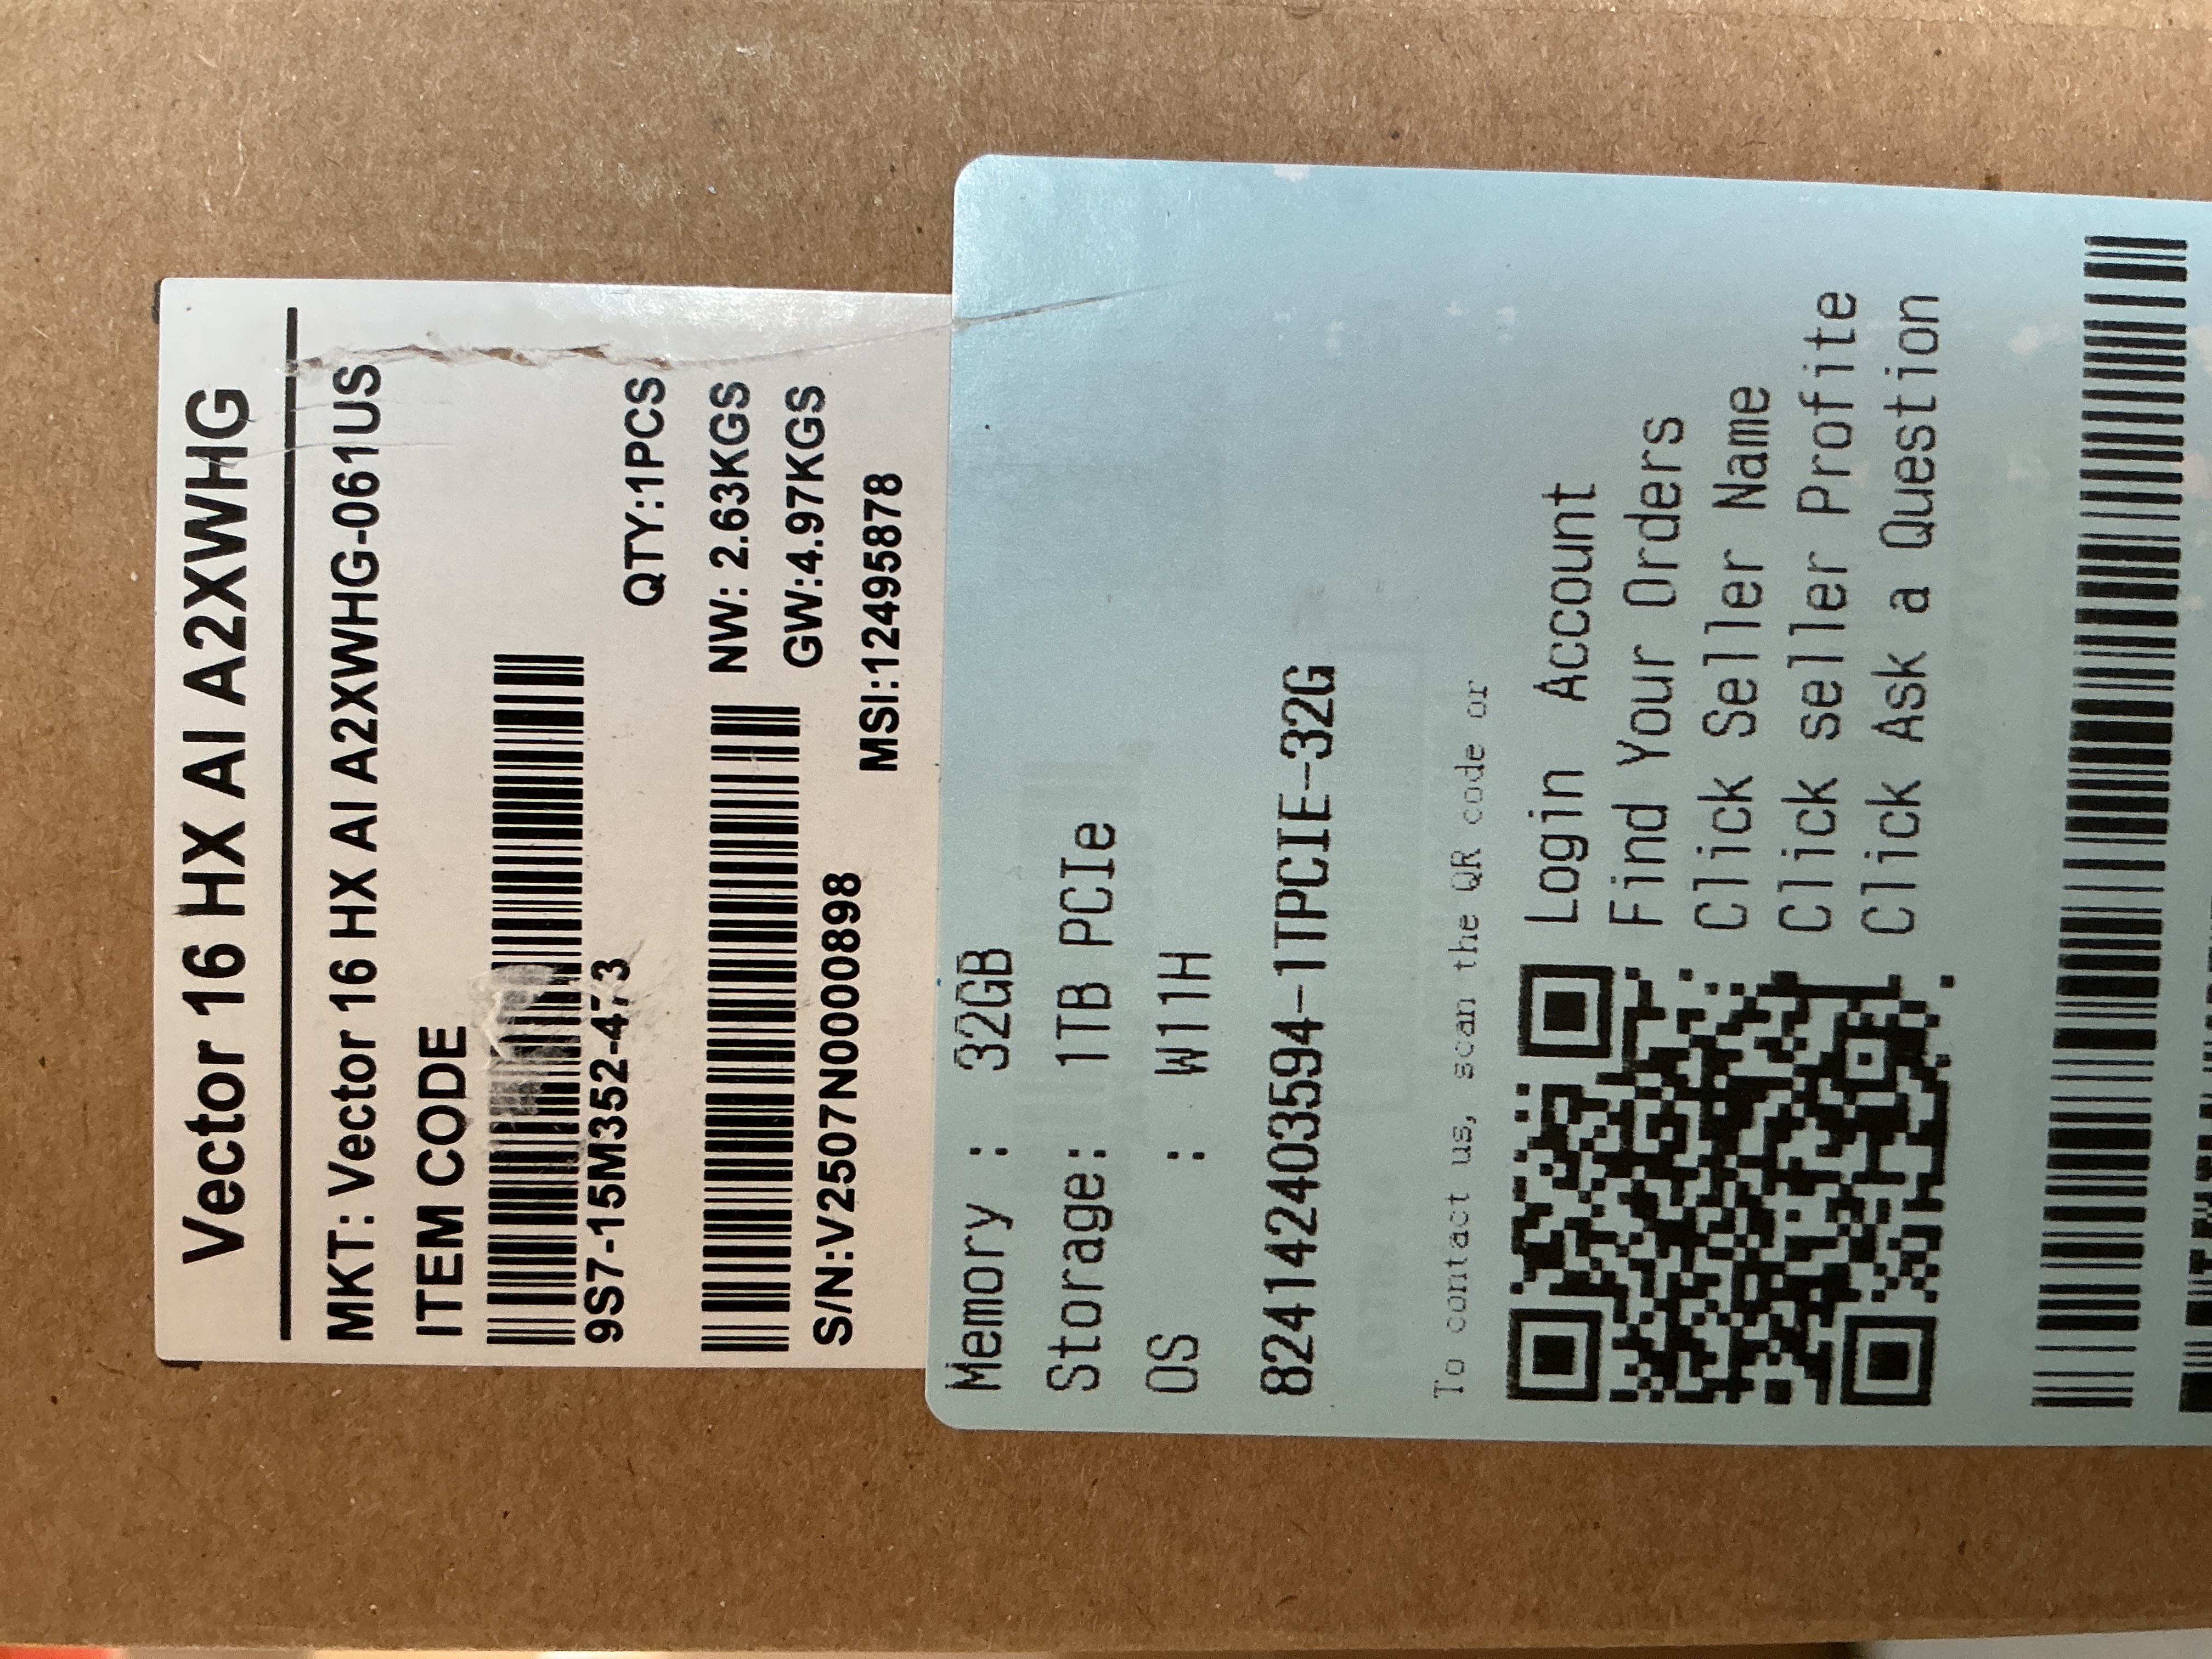 Vector 16 HX AI A2XWHG
MKT: Vector 16 HX AI A2XWHG-061US
ITEM CODE
9S7-15M352-473
QTY:1PCS
NW: 2.63KGS
GW:4.97KGS
S/N:V2507N0000898
MSI:12495878
Memory : 32GB
Storage: 1TB PCIe
OS : W11H
824142403594-1TPCIE-32G
To contact us, scan the QR code or
Login Account
Find Your Orders
Click Seller Name
Click seller Profite
Click Ask a Question